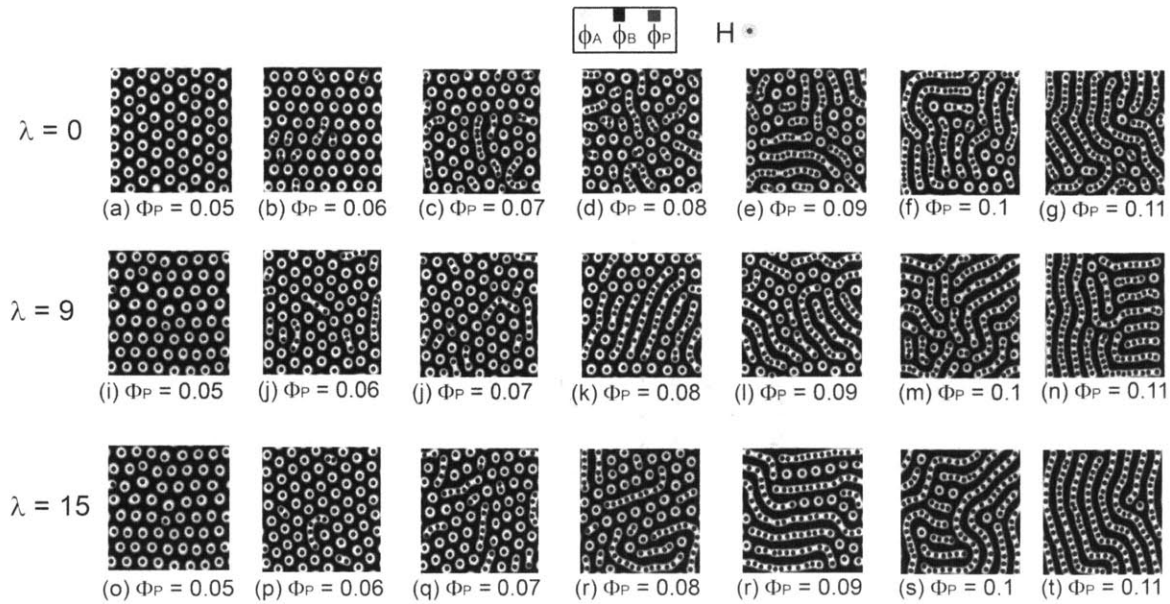 ΦA ΦB ΦP H
λ = 0
(a) ΦP = 0.05 (b) ΦP = 0.06 (c) ΦP = 0.07 (d) ΦP = 0.08 (e) ΦP = 0.09 (f) ΦP = 0.1 (g) ΦP = 0.11
λ = 9
(i) ΦP = 0.05 (j) ΦP = 0.06 (j) ΦP = 0.07 (k) ΦP = 0.08 (l) ΦP = 0.09 (m) ΦP = 0.1 (n) ΦP = 0.11
λ = 15
(o) ΦP = 0.05 (p) ΦP = 0.06 (q) ΦP = 0.07 (r) ΦP = 0.08 (r) ΦP = 0.09 (s) ΦP = 0.1 (t) ΦP = 0.11